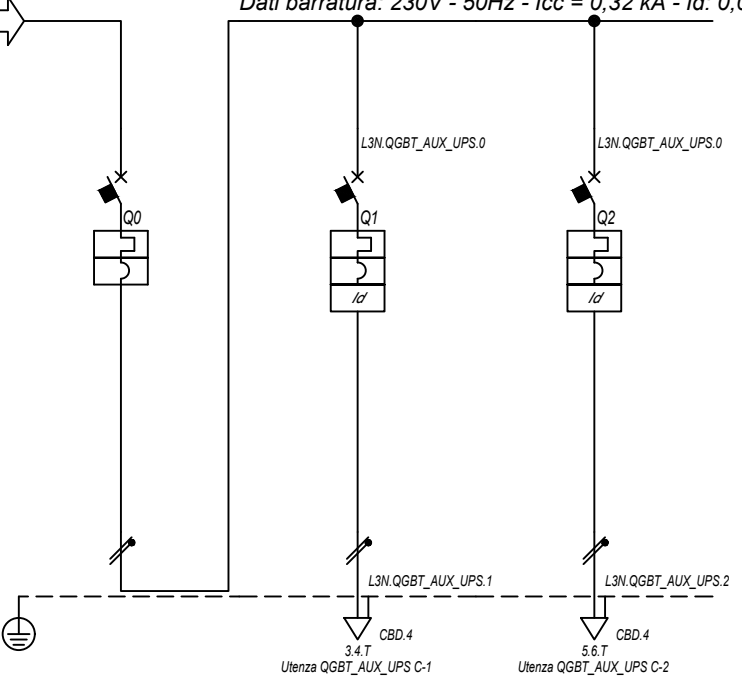 Dati barratura: 230V - 50Hz - Icc = 0,32 kA - Id: 0,0
L3N.QGBT_AUX_UPS.0
L3N.QGBT_AUX_UPS.0
Q0
Q1
Q2
Id
Id
L3N.QGBT_AUX_UPS.1
L3N.QGBT_AUX_UPS.2
CBD.4
CBD.4
3.4.T
5.6.T
Utenza QGBT_AUX_UPS C-1
Utenza QGBT_AUX_UPS C-2